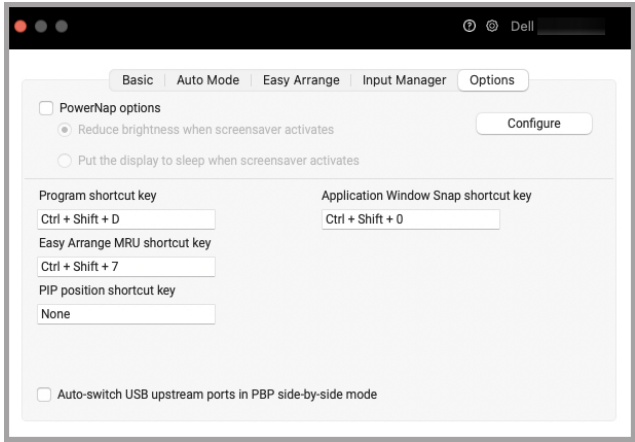 Dell
Basic
Auto Mode
Easy Arrange
Input Manager
Options
PowerNap options
Configure
Reduce brightness when screensaver activates
Put the display to sleep when screensaver activates
Program shortcut key
Application Window Snap shortcut key
Ctrl + Shift + D
Ctrl + Shift + 0
Easy Arrange MRU shortcut key
Ctrl + Shift + 7
PIP position shortcut key
None
Auto-switch USB upstream ports in PBP side-by-side mode